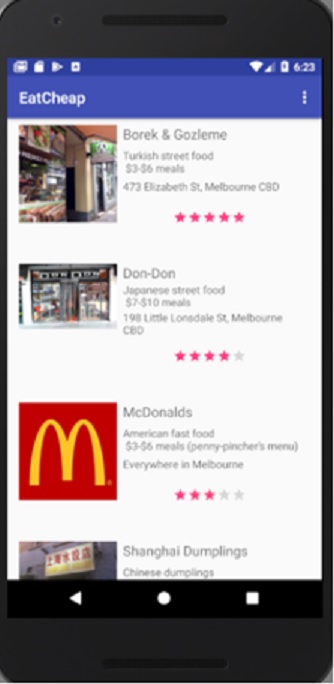 6:23
EatCheap
Borek & Gozleme
Turkish street food
$3-$6 meals
473 Elizabeth St, Melbourne CBD
Don-Don
Japanese street food
$7-$10 meals
198 Little Lonsdale St, Melbourne
CBD
McDonalds
American fast food
$3-$6 meals (penny-pincher's menu)
Everywhere in Melbourne
Shanghai Dumplings
Chinese dumplings